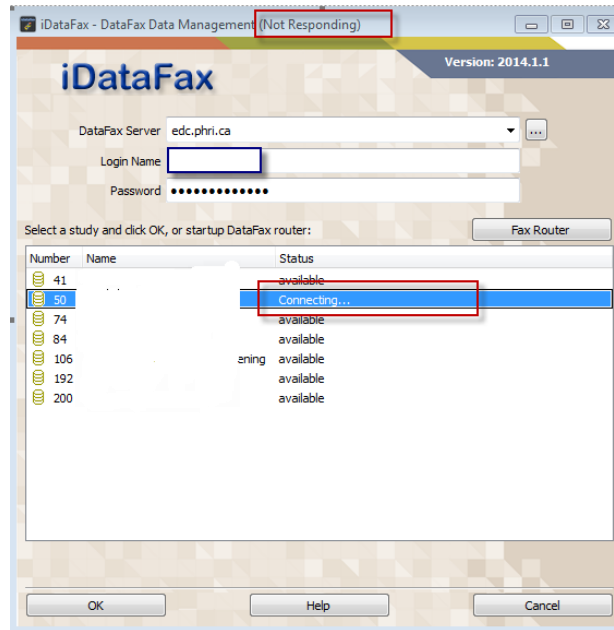 iDataFax - DataFax Data Management (Not Responding)
Version: 2014.1.1
iDataFax
DataFax Server edc.phri.ca ...
Login Name
Password •••••••••••••
Select a study and click OK, or startup DataFax router: Fax Router
Number Name Status
41 available
50 Connecting...
74 available
84 available
106 ening available
192 available
200 available
OK Help Cancel